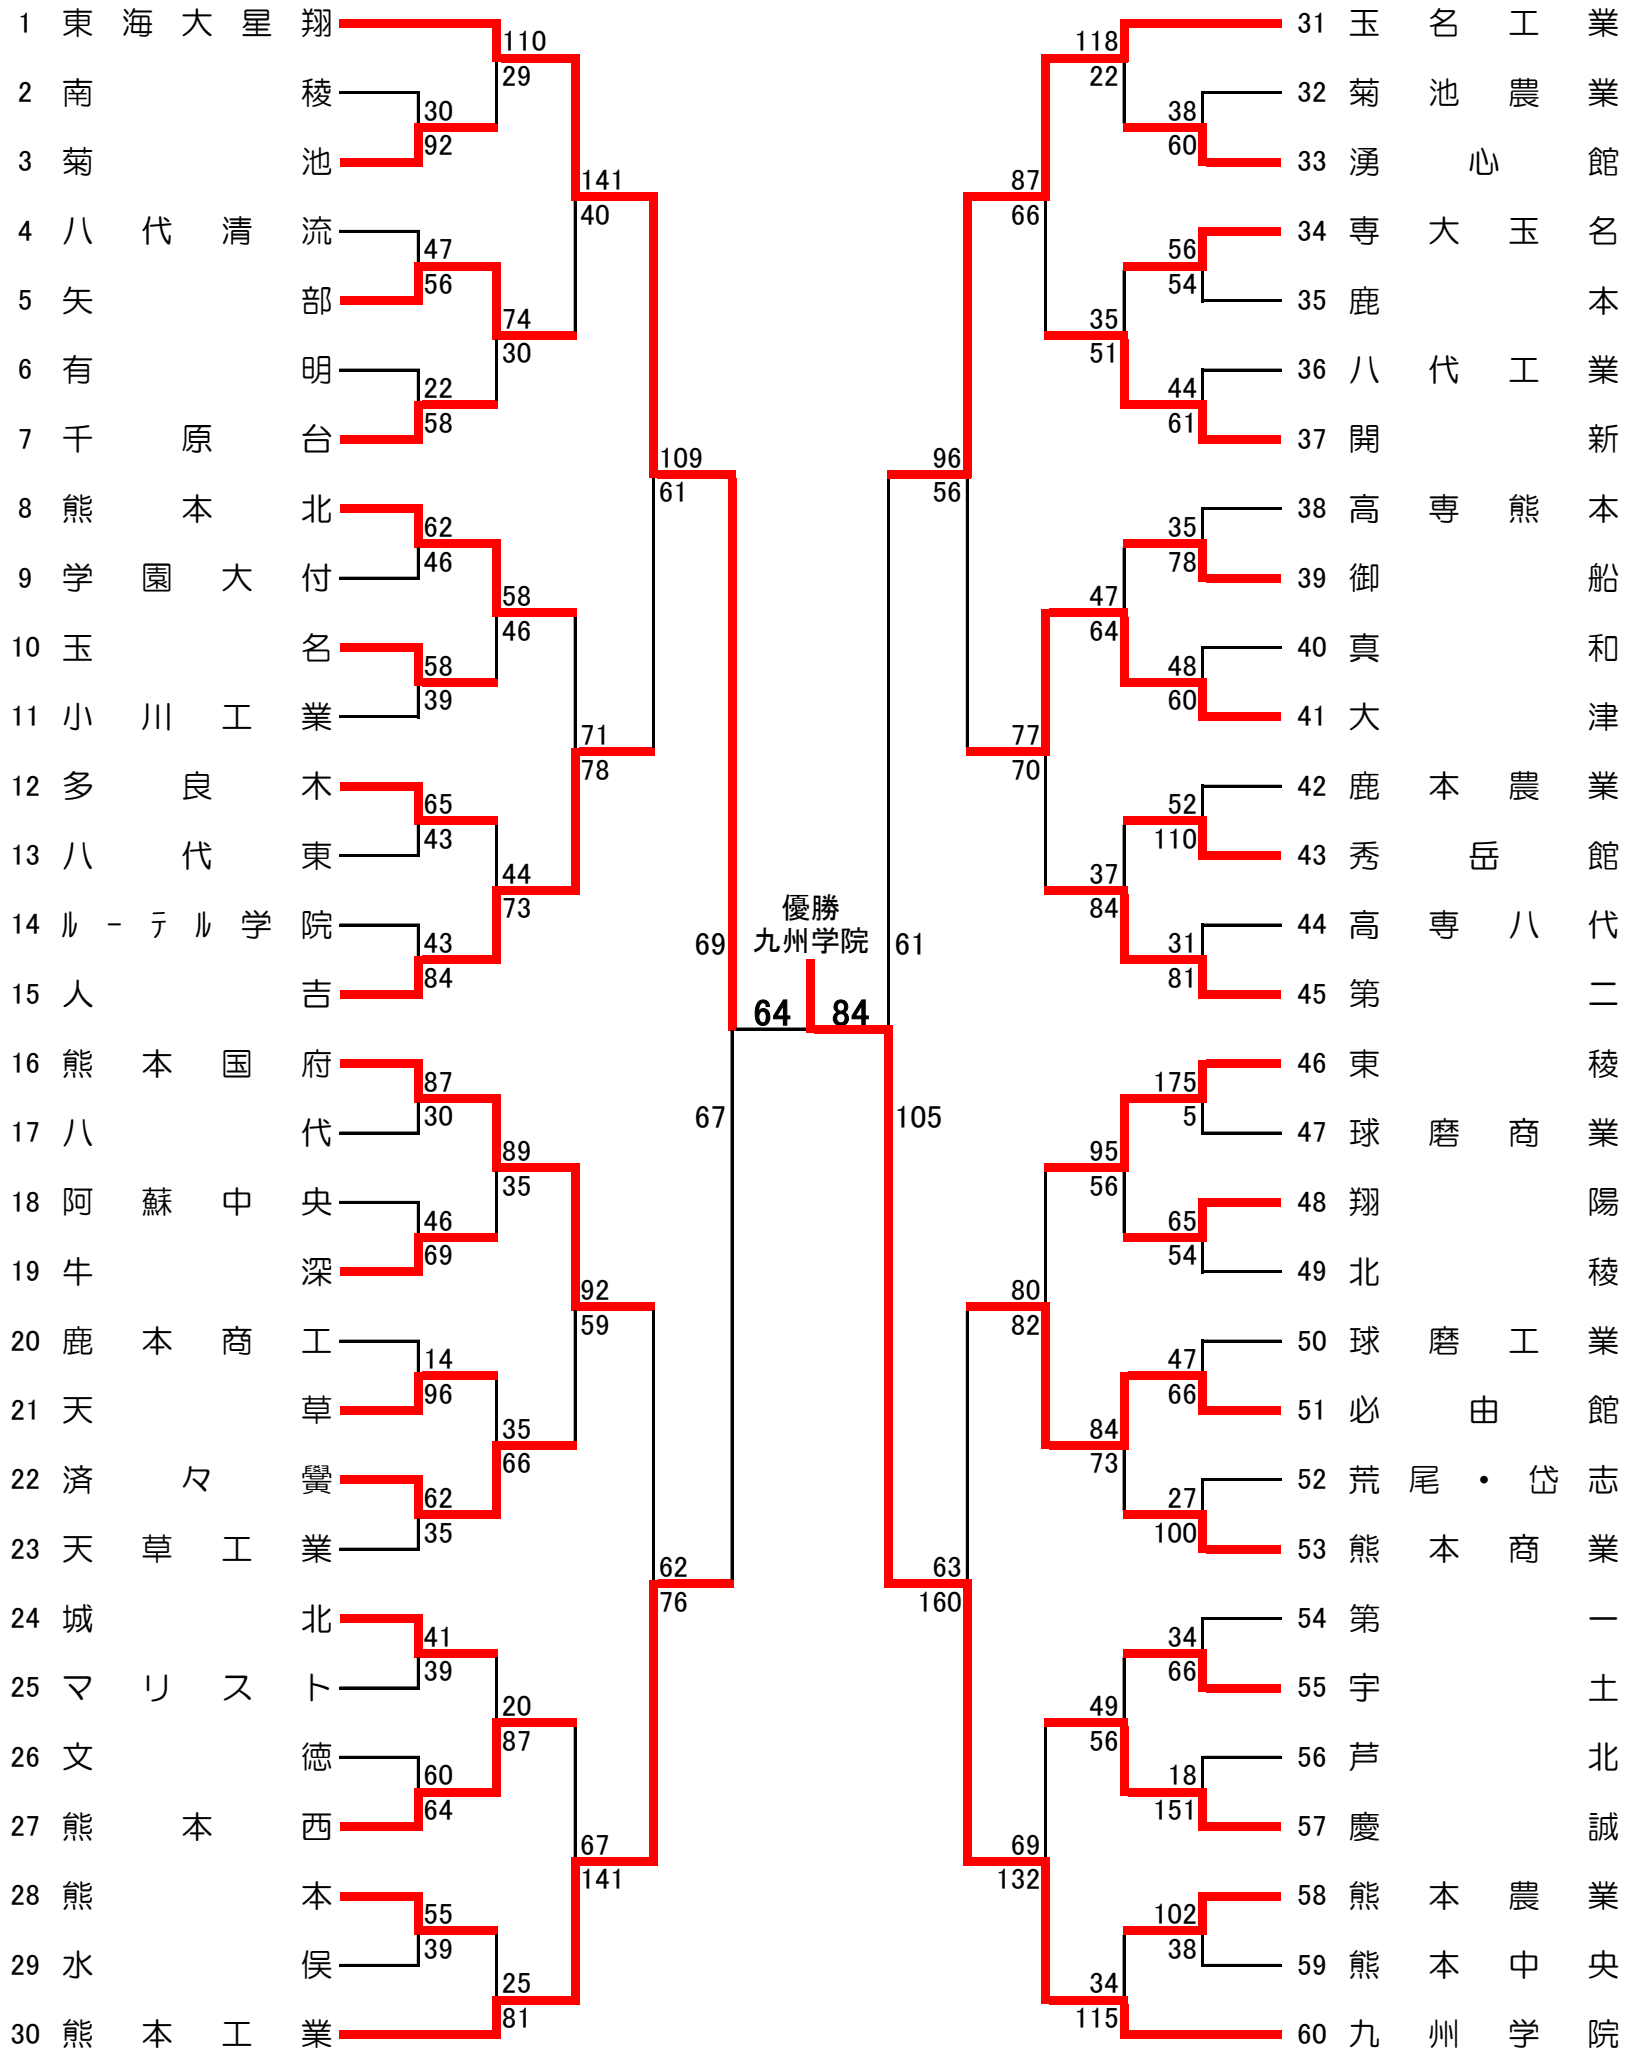 1 東海大星翔
2 南稜
3 菊池
4 八代清流
5 矢部
6 有明
7 千原台
8 熊本北
9 学園大付
10 玉名
11 小川工業
12 多良木
13 八代東
14 ﾙｰﾃﾙ学院
15 人吉
16 熊本国府
17 八代
18 阿蘇中央
19 牛深
20 鹿本商工
21 天草
22 済々黌
23 天草工業
24 城北
25 マリスト
26 文徳
27 熊本西
28 熊本
29 水俣
30 熊本工業
30
92
47
56
22
58
62
46
58
39
65
43
43
84
87
30
46
69
14
96
62
35
41
39
60
64
55
39
110
29
74
30
58
46
44
73
89
35
35
66
20
87
25
81
141
40
71
78
92
59
67
141
109
61
62
76
69
67
優勝
九州学院
64 84
61
105
96
56
63
160
87
66
77
70
80
82
69
132
118
22
35
51
47
64
37
84
95
56
84
73
49
56
34
115
38
60
56
54
44
61
35
78
48
60
52
110
31
81
175
5
65
54
47
66
27
100
34
66
18
151
102
38
31 玉名工業
32 菊池農業
33 湧心館
34 専大玉名
35 鹿本
36 八代工業
37 開新
38 高専熊本
39 御船
40 真和
41 大津
42 鹿本農業
43 秀岳館
44 高専八代
45 第二
46 東稜
47 球磨商業
48 翔陽
49 北稜
50 球磨工業
51 必由館
52 荒尾・岱志
53 熊本商業
54 第一
55 宇土
56 芦北
57 慶誠
58 熊本農業
59 熊本中央
60 九州学院